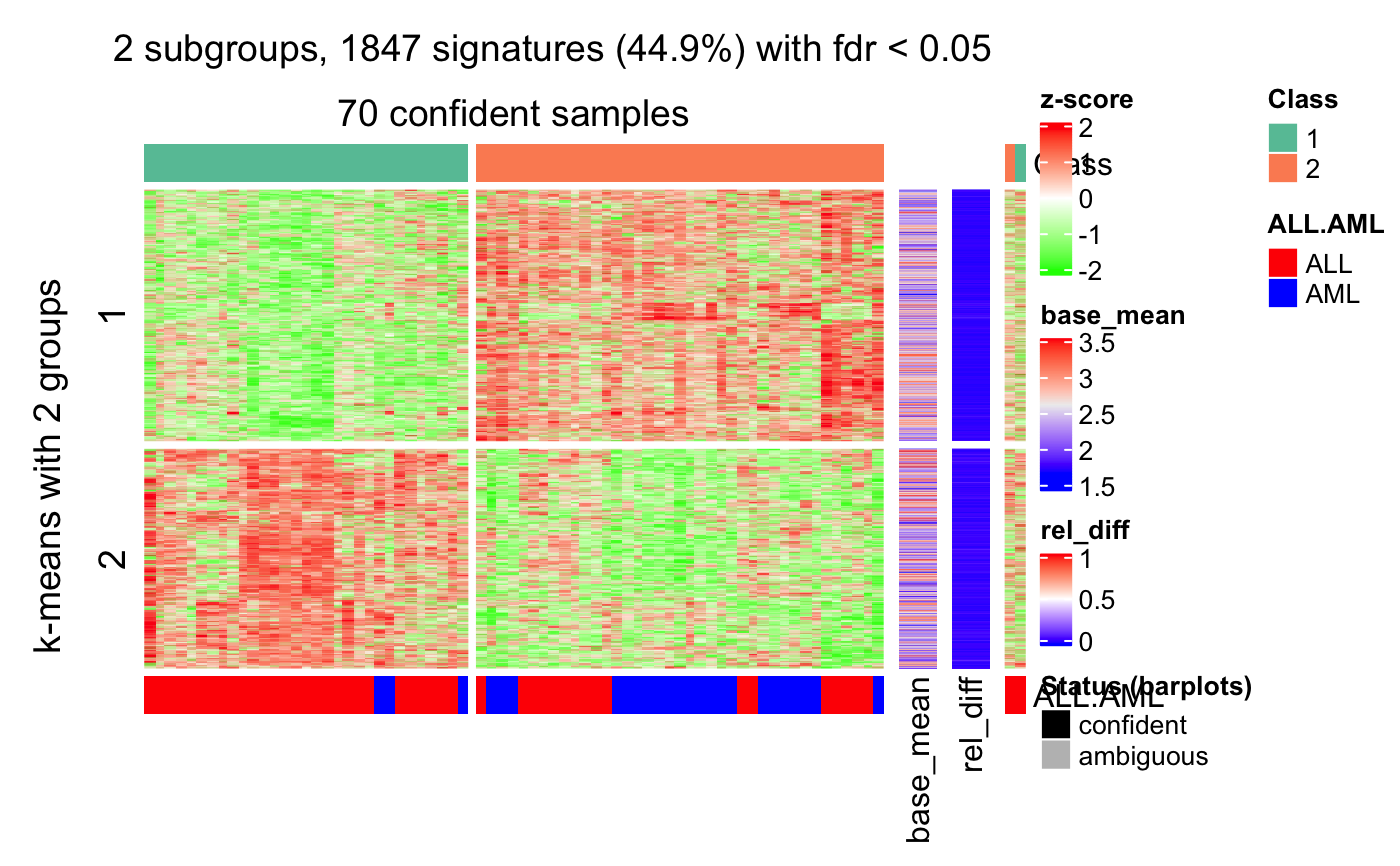 2 subgroups, 1847 signatures (44.9%) with fdr < 0.05
70 confident samples
k-means with 2 groups
1
2
base_mean
rel_diff
Class
ALL.AML
z-score
2
1
0
-1
-2
base_mean
3.5
3
2.5
2
1.5
rel_diff
1
0.5
0
Status (barplots)
confident
ambiguous
Class
1
2
ALL.AML
ALL
AML